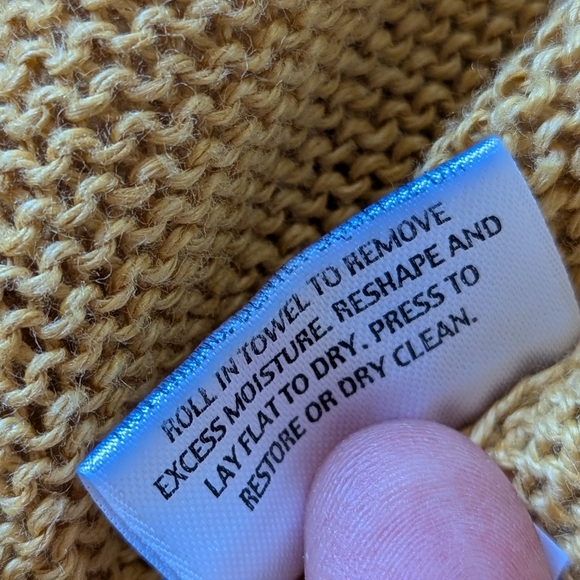 ROLL IN TOWEL TO REMOVE
EXCESS MOISTURE. RESHAPE AND
LAY FLAT TO DRY. PRESS TO
RESTORE OR DRY CLEAN.